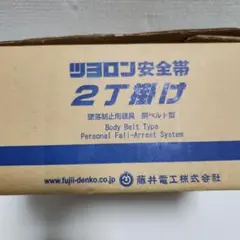 ツヨロン安全帯
2丁掛け
墜落制止用器具 胴ベルト型
Body Belt Type
Personal Fall-Arrest System
http://www.fujii-denko.co.jp 藤井電工株式会社